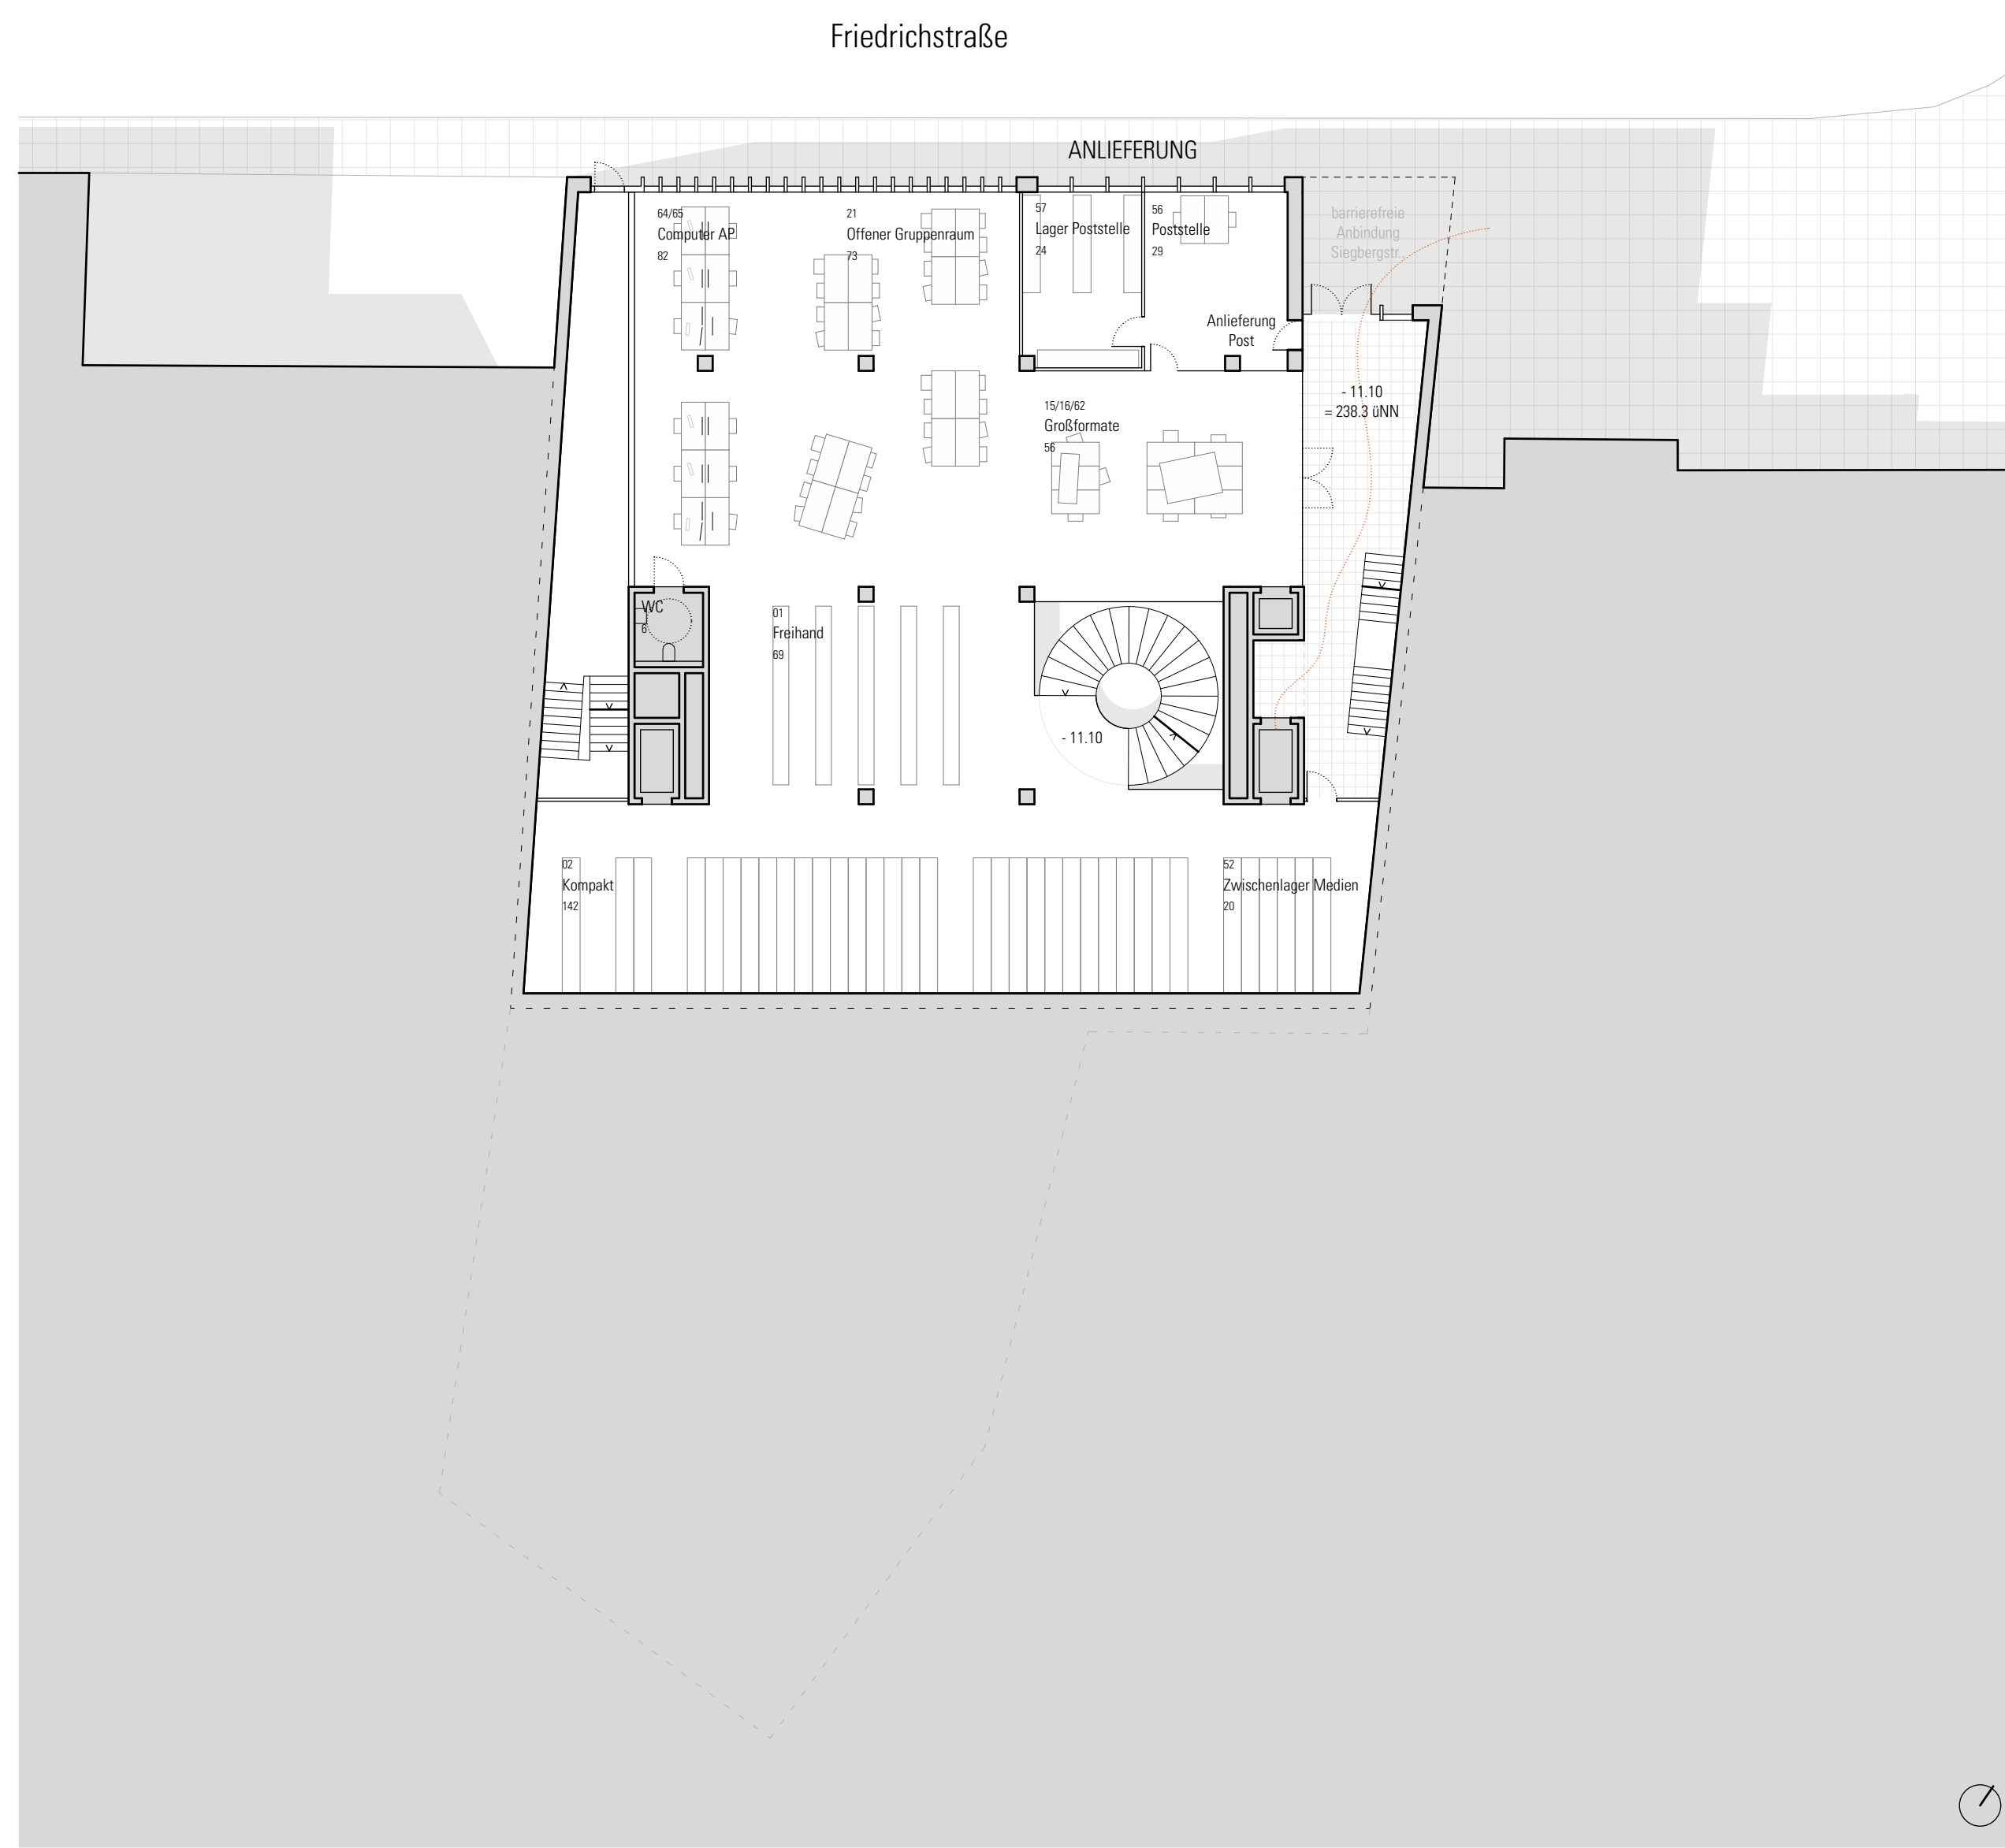 Friedrichstraße
ANLIEFERUNG
64/65
Computer AP
82
21
Offener Gruppenraum
73
57
Lager Poststelle
24
56
Poststelle
29
barrierefreie
Anbindung
Siegbergstr.
Anlieferung
Post
- 11.10
= 238.3 üNN
15/16/62
Großformate
56
WC
6
01
Freihand
69
- 11.10
02
Kompakt
142
52
Zwischenlager Medien
20